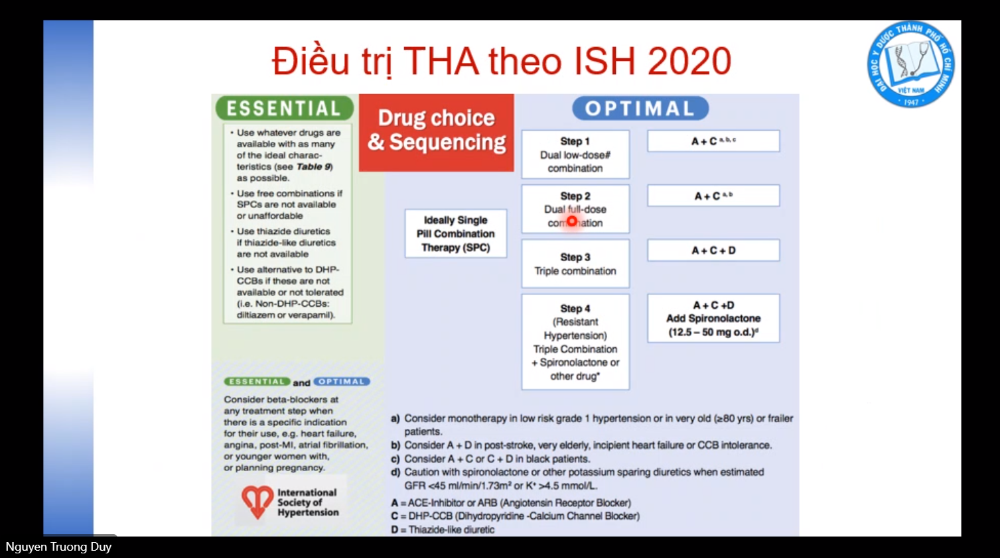 Điều trị THA theo ISH 2020
ĐẠI HỌC Y DƯỢC THÀNH PHỐ HỒ CHÍ MINH
VIỆT NAM
· 1947 ·
ESSENTIAL
• Use whatever drugs are
available with as many
of the ideal charac-
teristics (see Table 9)
as possible.
• Use free combinations if
SPCs are not available
or unaffordable
• Use thiazide diuretics
if thiazide-like diuretics
are not available
• Use alternative to DHP-
CCBs if these are not
available or not tolerated
(i.e. Non-DHP-CCBs:
diltiazem or verapamil).
Drug choice
& Sequencing
OPTIMAL
Ideally Single
Pill Combination
Therapy (SPC)
Step 1
Dual low-dose#
combination
A + C a, b, c
Step 2
Dual full-dose
combination
A + C a, b
Step 3
Triple combination
A + C + D
Step 4
(Resistant
Hypertension)
Triple Combination
+ Spironolactone or
other drug*
A + C +D
Add Spironolactone
(12.5 – 50 mg o.d.)d
ESSENTIAL and OPTIMAL
Consider beta-blockers at
any treatment step when
there is a specific indication
for their use, e.g. heart failure,
angina, post-MI, atrial fibrillation,
or younger women with,
or planning pregnancy.
International
Society of
Hypertension
a) Consider monotherapy in low risk grade 1 hypertension or in very old (≥80 yrs) or frailer
patients.
b) Consider A + D in post-stroke, very elderly, incipient heart failure or CCB intolerance.
c) Consider A + C or C + D in black patients.
d) Caution with spironolactone or other potassium sparing diuretics when estimated
GFR <45 ml/min/1.73m² or K⁺ >4.5 mmol/L.
A = ACE-Inhibitor or ARB (Angiotensin Receptor Blocker)
C = DHP-CCB (Dihydropyridine -Calcium Channel Blocker)
D = Thiazide-like diuretic
Nguyen Truong Duy